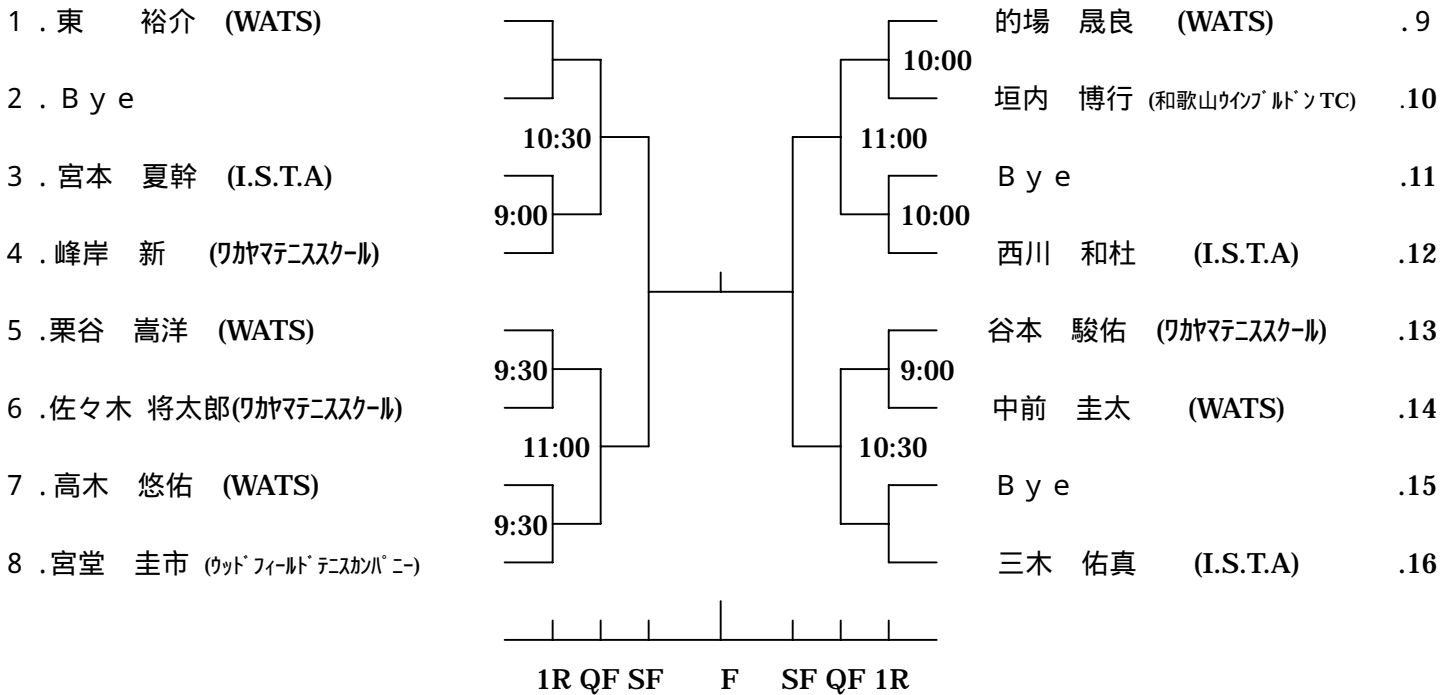 1 . 東　裕介 (WATS)
2 . Bye
10:30
3 . 宮本　夏幹 (I.S.T.A)
9:00
4 . 峰岸　新 (ワカヤマテニススクール)
5 . 栗谷　嵩洋 (WATS)
9:30
6 . 佐々木 将太郎(ワカヤマテニススクール)
11:00
7 . 高木　悠佑 (WATS)
9:30
8 . 宮堂　圭市 (ウッドフィールドテニスカンパニー)
的場　晟良 (WATS) . 9
10:00
垣内　博行 (和歌山ウインブルドン TC) .10
11:00
Bye .11
10:00
西川　和杜 (I.S.T.A) .12
谷本　駿佑 (ワカヤマテニススクール) .13
9:00
中前　圭太 (WATS) .14
10:30
Bye .15
三木　佑真 (I.S.T.A) .16
1R QF SF F SF QF 1R